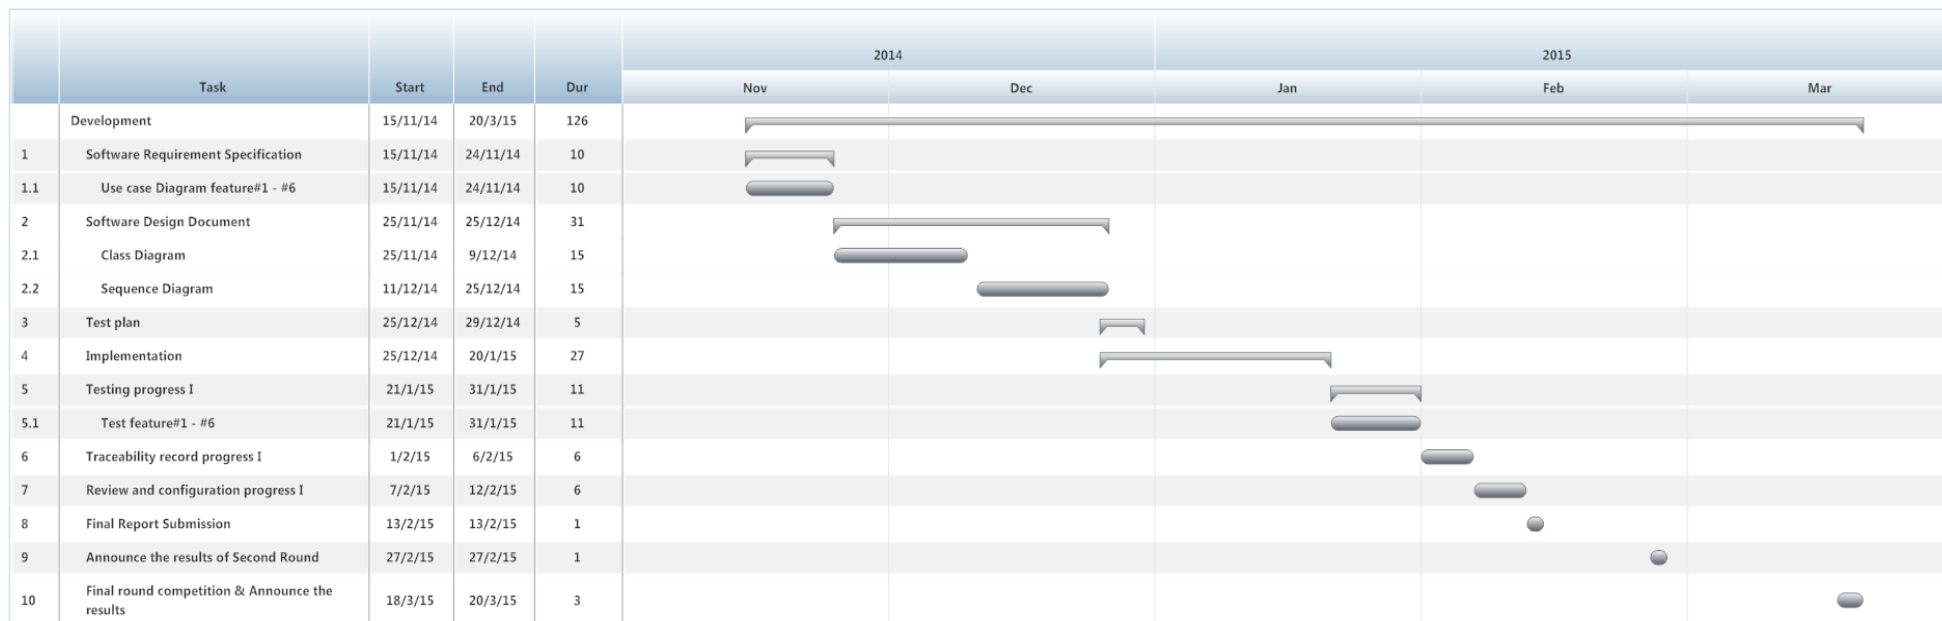 2014 2015
Task Start End Dur Nov Dec Jan Feb Mar
Development 15/11/14 20/3/15 126
1 Software Requirement Specification 15/11/14 24/11/14 10
1.1 Use case Diagram feature#1 - #6 15/11/14 24/11/14 10
2 Software Design Document 25/11/14 25/12/14 31
2.1 Class Diagram 25/11/14 9/12/14 15
2.2 Sequence Diagram 11/12/14 25/12/14 15
3 Test plan 25/12/14 29/12/14 5
4 Implementation 25/12/14 20/1/15 27
5 Testing progress I 21/1/15 31/1/15 11
5.1 Test feature#1 - #6 21/1/15 31/1/15 11
6 Traceability record progress I 1/2/15 6/2/15 6
7 Review and configuration progress I 7/2/15 12/2/15 6
8 Final Report Submission 13/2/15 13/2/15 1
9 Announce the results of Second Round 27/2/15 27/2/15 1
10 Final round competition & Announce the
results 18/3/15 20/3/15 3